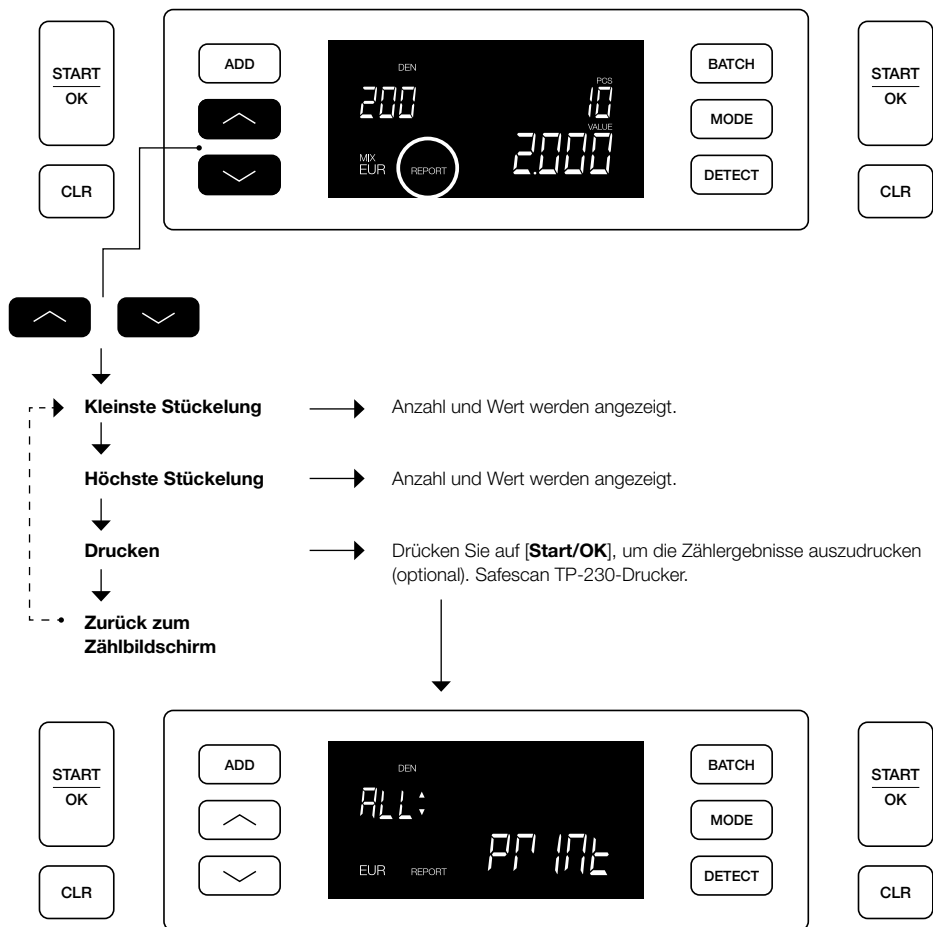 START
OK
CLR
ADD
DEN
200
PCS
10
VALUE
2.000
MIX
EUR
REPORT
BATCH
MODE
DETECT
START
OK
CLR
Kleinste Stückelung
Anzahl und Wert werden angezeigt.
Höchste Stückelung
Anzahl und Wert werden angezeigt.
Drucken
Drücken Sie auf [Start/OK], um die Zählergebnisse auszudrucken
(optional). Safescan TP-230-Drucker.
Zurück zum
Zählbildschirm
START
OK
CLR
ADD
DEN
ALL:
PrINt
EUR REPORT
BATCH
MODE
DETECT
START
OK
CLR